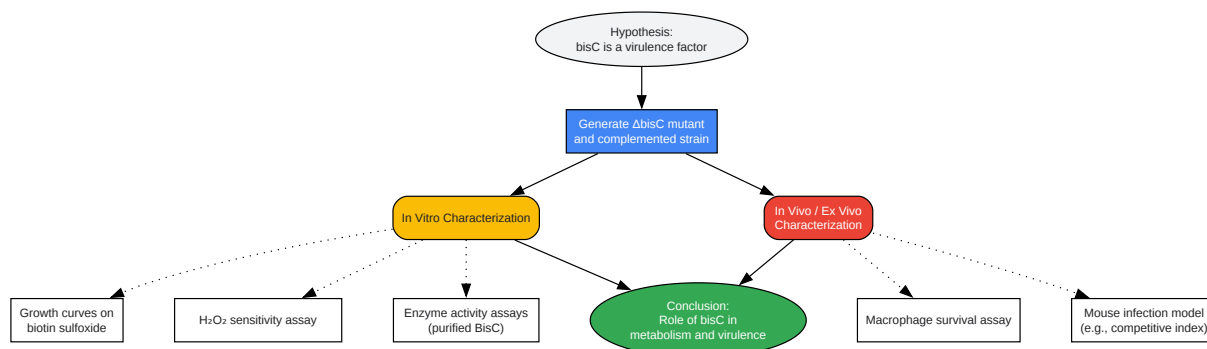 Hypothesis:
bisC is a virulence factor
Generate ΔbisC mutant
and complemented strain
In Vitro Characterization
In Vivo / Ex Vivo
Characterization
Growth curves on
biotin sulfoxide
H₂O₂ sensitivity assay
Enzyme activity assays
(purified BisC)
Conclusion:
Role of bisC in
metabolism and virulence
Macrophage survival assay
Mouse infection model
(e.g., competitive index)